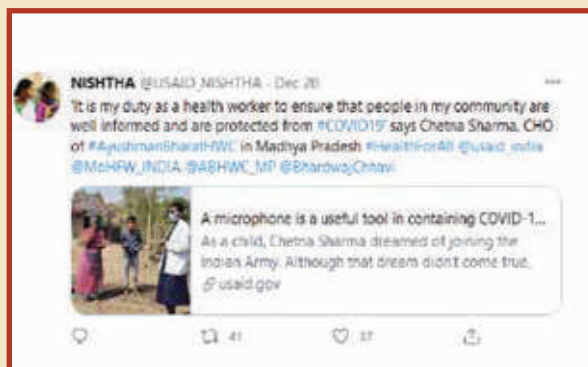 NISHTHA @USAID_NISHTHA · Dec 20
'It is my duty as a health worker to ensure that people in my community are
well informed and are protected from #COVID19' says Chetna Sharma, CHO
of #AyushmanBharatHWC in Madhya Pradesh #HealthForAll @usaid_india
@MoHFW_INDIA @ABHWC_MP @BhardwajChhavi
A microphone is a useful tool in containing COVID-1...
As a child, Chetna Sharma dreamed of joining the
Indian Army. Although that dream didn't come true,
usaid.gov
41 37